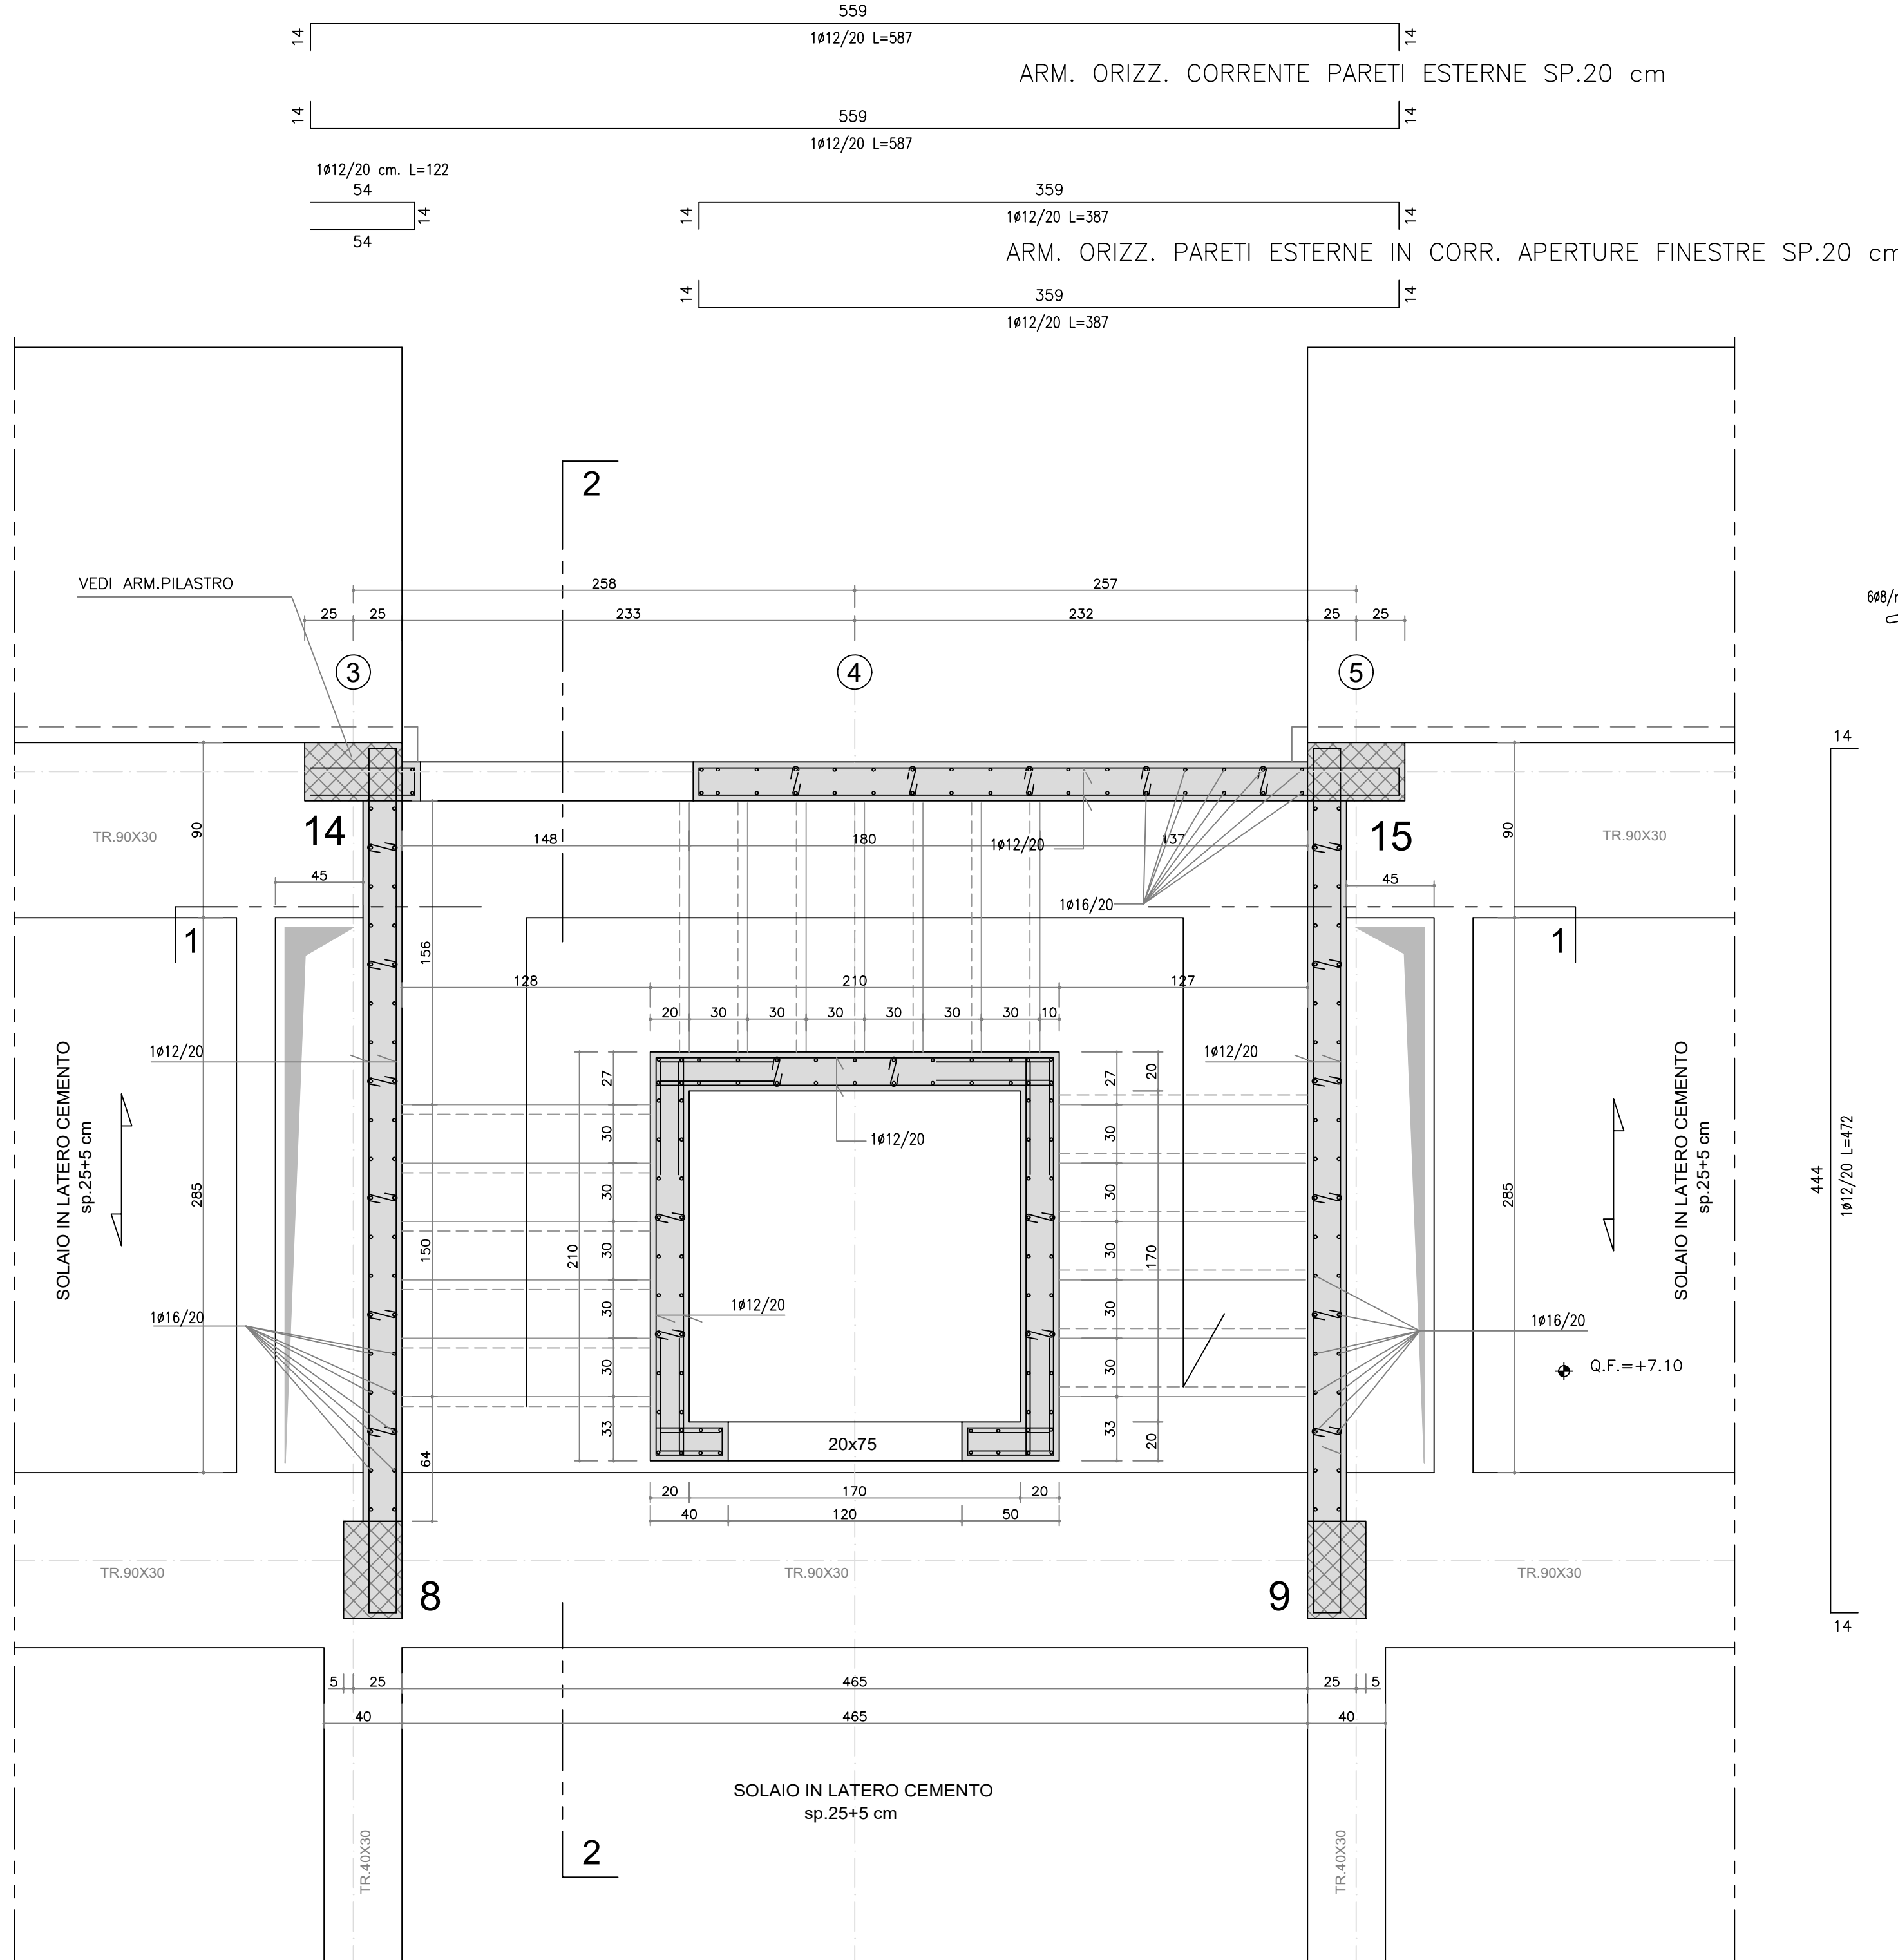 559
14
1ø12/20 L=587
14
ARM. ORIZZ. CORRENTE PARETI ESTERNE SP.20 cm
14
559
14
1ø12/20 L=587
1ø12/20 cm. L=122
54
14
54
359
14
1ø12/20 L=387
14
ARM. ORIZZ. PARETI ESTERNE IN CORR. APERTURE FINESTRE SP.20 cm
14
359
14
1ø12/20 L=387
2
VEDI ARM.PILASTRO
258
257
6ø8/
25
25
233
232
25
25
3
4
5
14
90
TR.90X30
14
148
180
1ø12/20
137
15
90
TR.90X30
45
45
1ø16/20
1
156
1
128
210
127
20
30
30
30
30
30
30
10
1ø12/20
27
27
20
1ø12/20
1ø12/20
30
30
SOLAIO IN LATERO CEMENTO
sp.25+5 cm
285
150
210
30
30
30
30
170
285
SOLAIO IN LATERO CEMENTO
sp.25+5 cm
444
1ø12/20 L=472
1ø16/20
30
1ø12/20
30
1ø16/20
30
30
Q.F.=+7.10
64
33
20x75
33
20
20
170
20
40
120
50
TR.90X30
8
TR.90X30
9
TR.90X30
14
5
25
465
25
5
40
465
40
SOLAIO IN LATERO CEMENTO
sp.25+5 cm
2
TR.40X30
TR.40X30